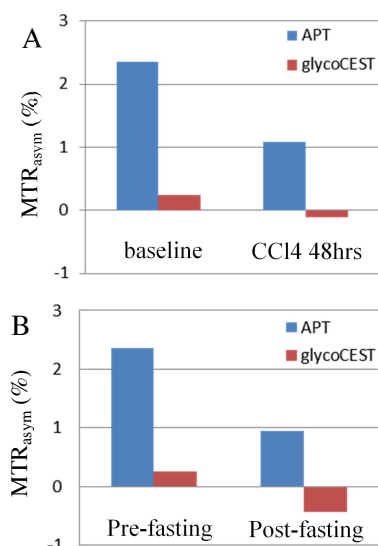 A
3
APT
glycoCEST
2
MTRasym (%)
1
0
baseline CCl4 48hrs
-1
B
3
APT
glycoCEST
2
MTRasym (%)
1
0
Pre-fasting Post-fasting
-1